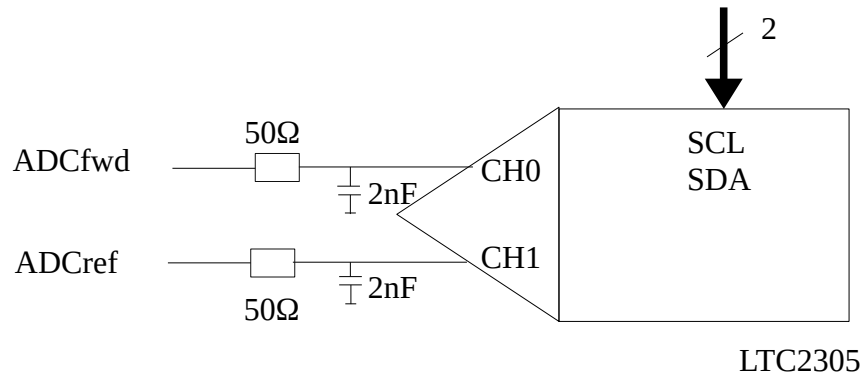 2
50Ω
ADCfwd
SCL
CH0
SDA
2nF
ADCref
CH1
2nF
50Ω
LTC2305